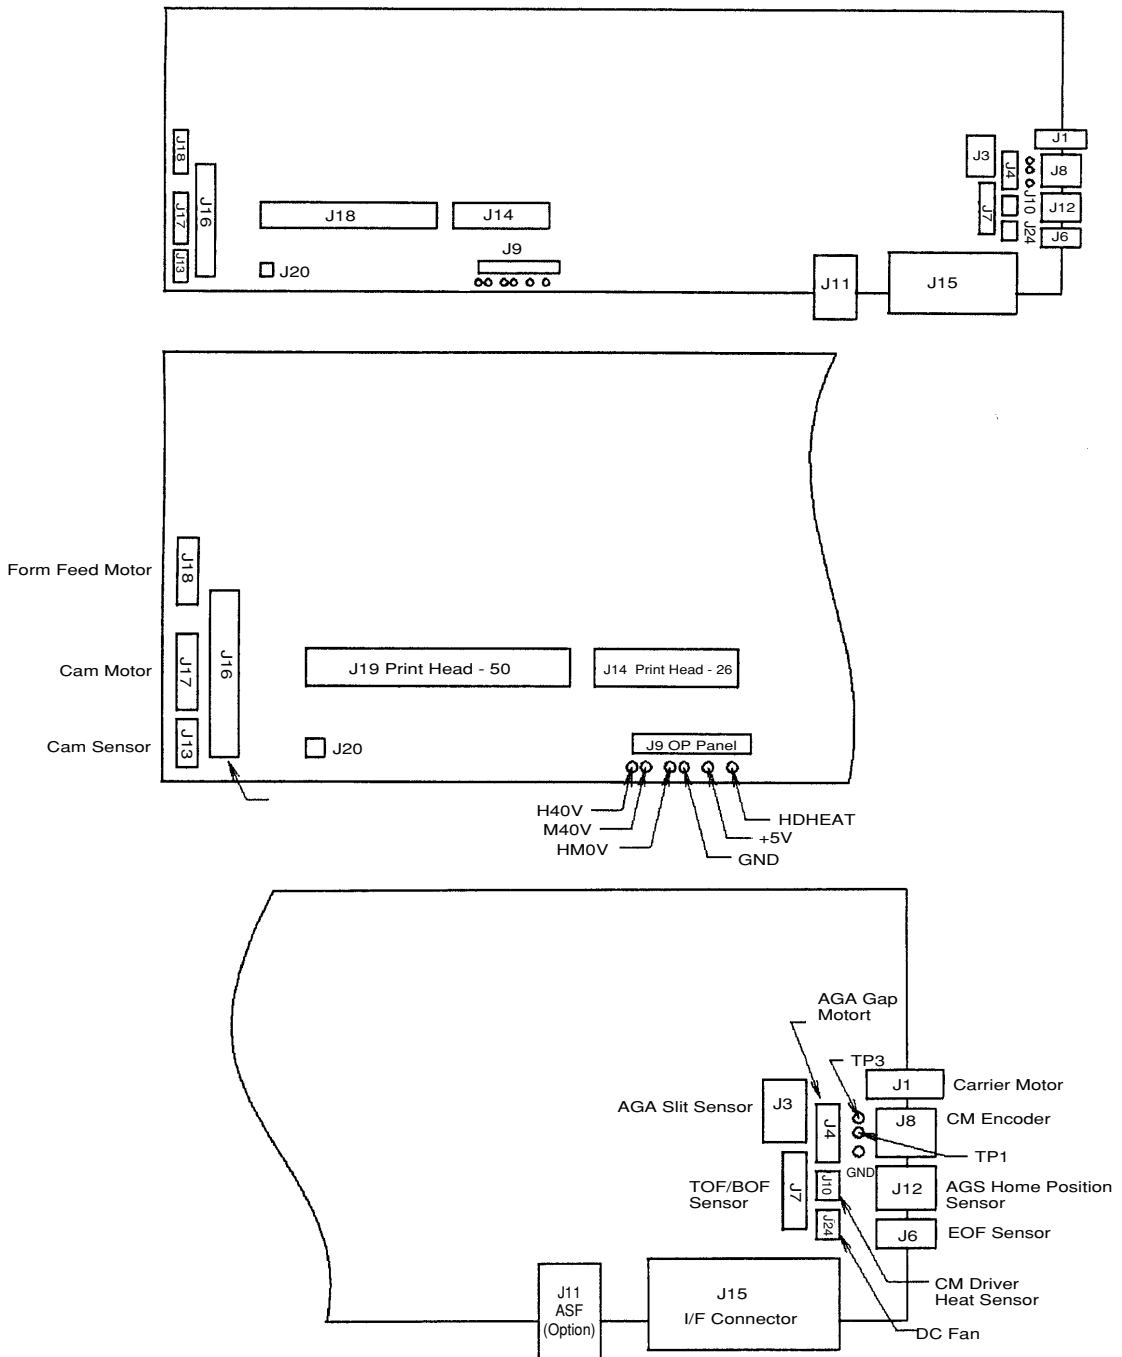 J1
J18
J3
J4
J8
J16
J17
J7
J10
J12
J18
J14
J24
J6
J9
J13
J20
J11
J15
Form Feed Motor
J18
Cam Motor
J17
J16
J19 Print Head - 50
J14 Print Head - 26
Cam Sensor
J13
J20
J9 OP Panel
H40V
M40V
HM0V
HDHEAT
+5V
GND
AGA Gap
Motort
TP3
J1
Carrier Motor
AGA Slit Sensor
J3
J4
J8
CM Encoder
TP1
GND
TOF/BOF
Sensor
J7
J10
J12
AGS Home Position
Sensor
J24
J6
EOF Sensor
CM Driver
Heat Sensor
DC Fan
J11
ASF
(Option)
J15
I/F Connector